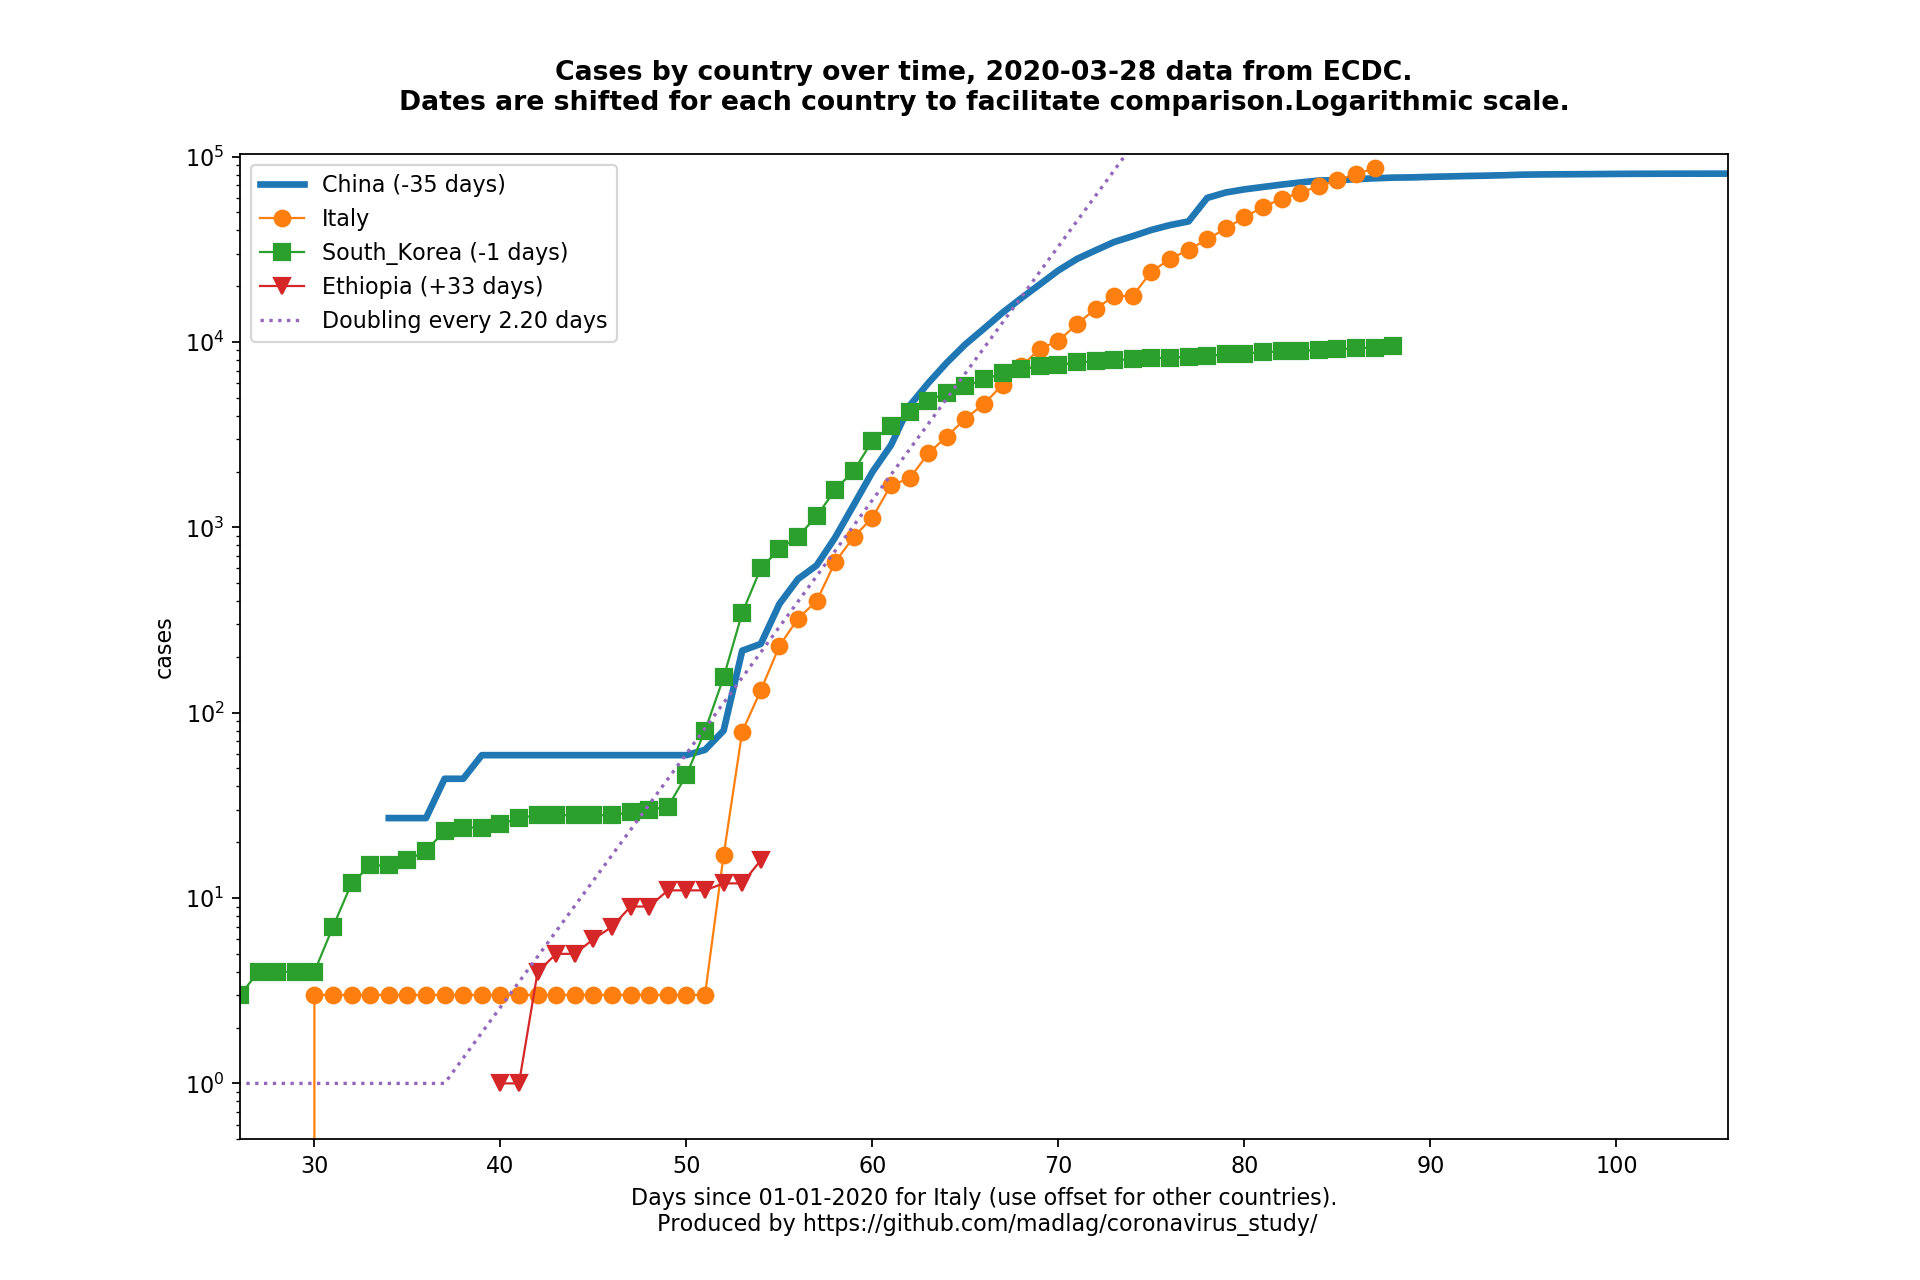 Cases by country over time, 2020-03-28 data from ECDC.
Dates are shifted for each country to facilitate comparison.Logarithmic scale.
10^5
10^4
10^3
10^2
10^1
10^0
cases
China (-35 days)
Italy
South_Korea (-1 days)
Ethiopia (+33 days)
Doubling every 2.20 days
30 40 50 60 70 80 90 100
Days since 01-01-2020 for Italy (use offset for other countries).
Produced by https://github.com/madlag/coronavirus_study/